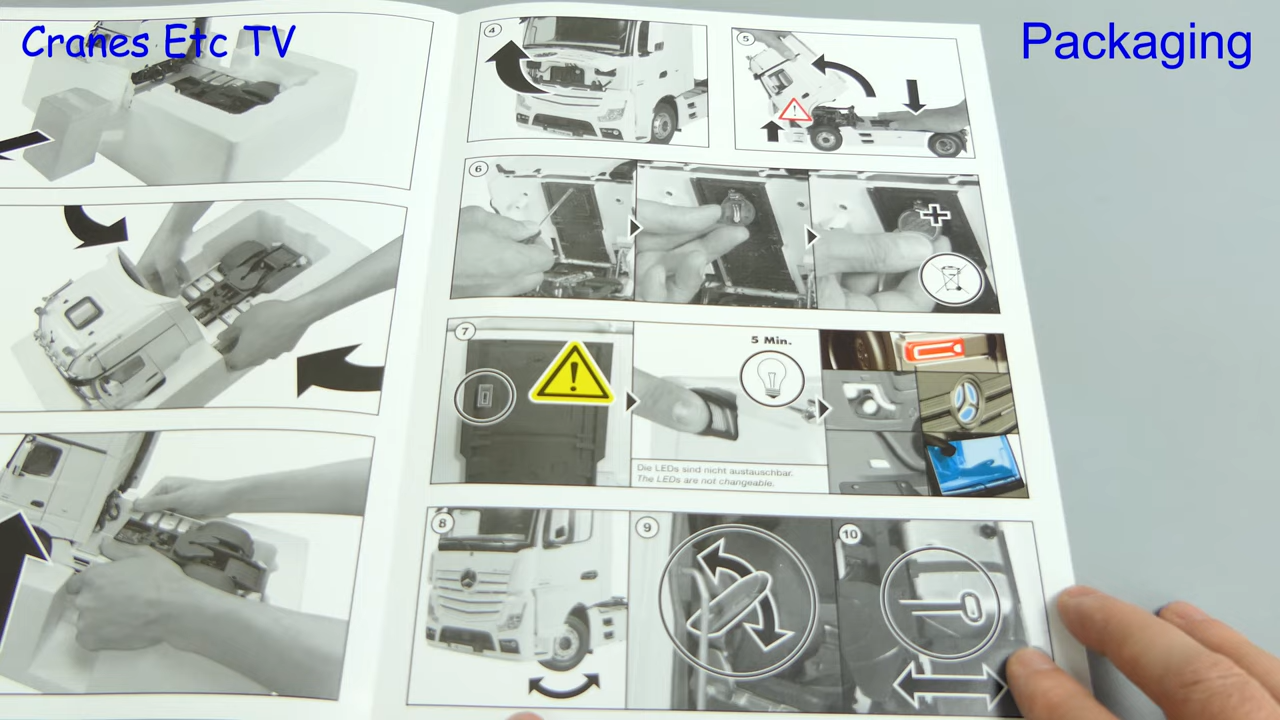 Cranes Etc TV
Packaging
4
5
6
7
5 Min.
Die LEDs sind nicht austauschbar.
The LEDs are not changeable.
8
9
10